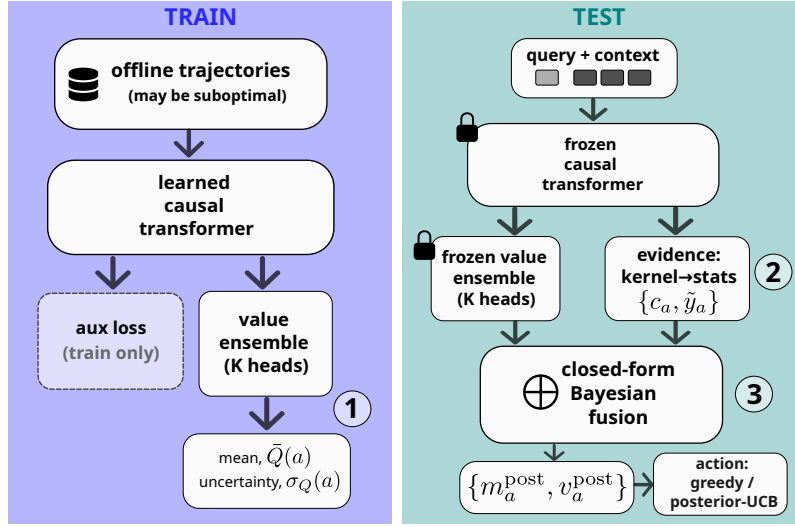 TRAIN
offline trajectories
(may be suboptimal)
learned
causal
transformer
aux loss
(train only)
value
ensemble
(K heads)
1
mean, Q̄(a)
uncertainty, σ_Q(a)
TEST
query + context
frozen
causal
transformer
frozen value
ensemble
(K heads)
evidence:
kernel→stats
{c_a, ỹ_a}
2
closed-form
Bayesian
fusion
3
{m_a^post, v_a^post}
action:
greedy /
posterior-UCB